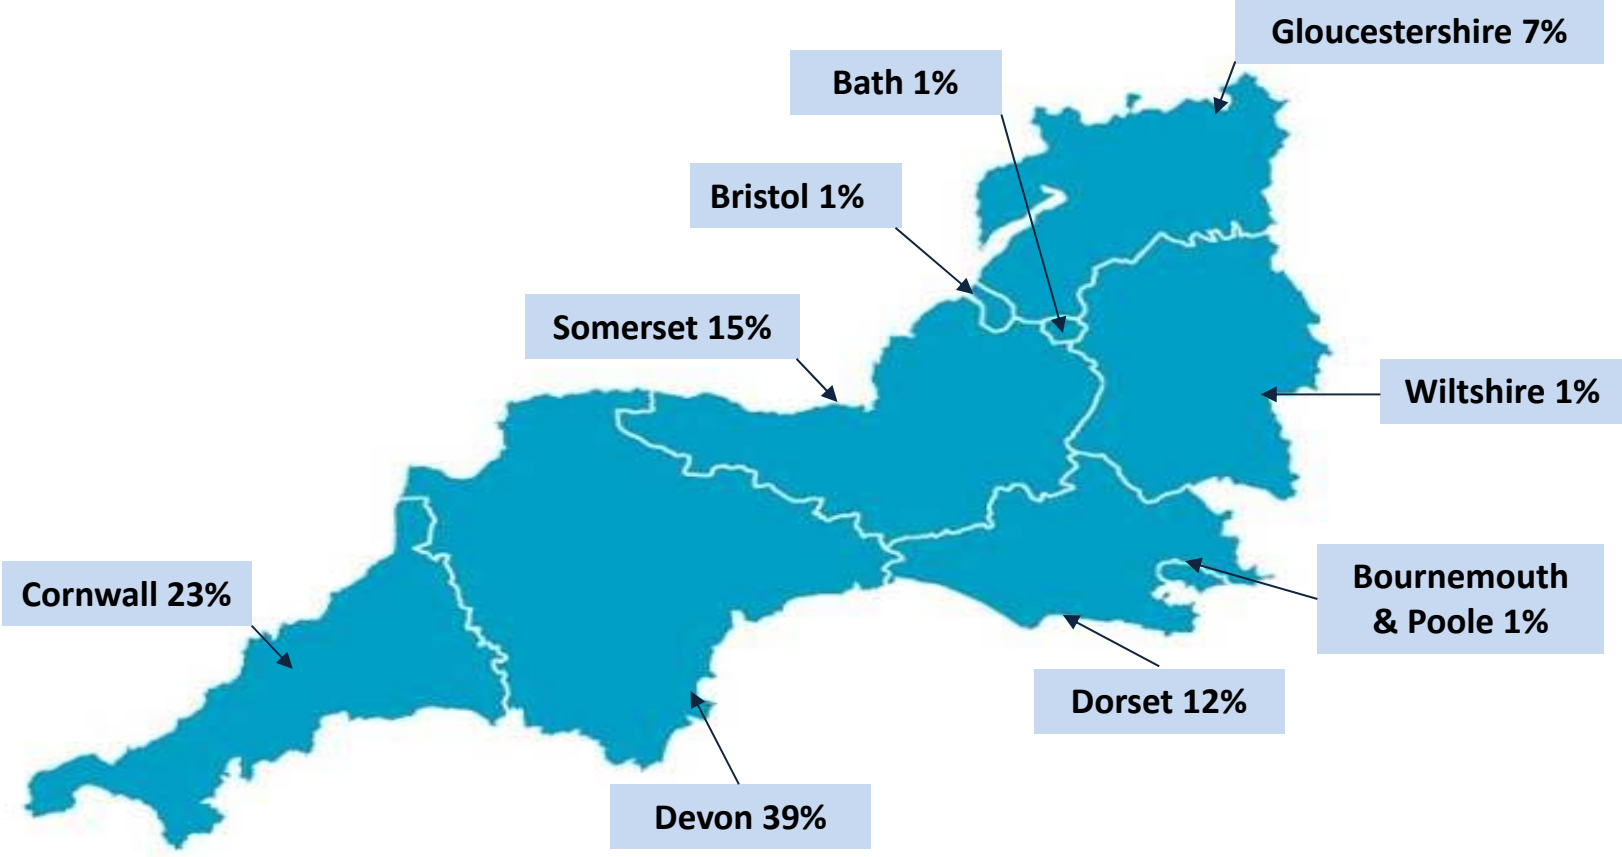 Gloucestershire 7%
Bath 1%
Bristol 1%
Somerset 15%
Wiltshire 1%
Cornwall 23%
Bournemouth
& Poole 1%
Dorset 12%
Devon 39%